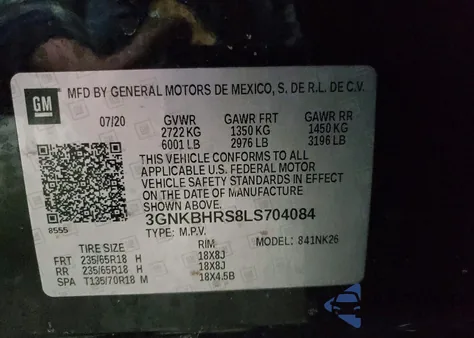 GM
MFD BY GENERAL MOTORS DE MEXICO, S. DE R.L. DE C.V.
07/20 GVWR GAWR FRT GAWR RR
2722 KG 1350 KG 1450 KG
6001 LB 2976 LB 3196 LB
THIS VEHICLE CONFORMS TO ALL
APPLICABLE U.S. FEDERAL MOTOR
VEHICLE SAFETY STANDARDS IN EFFECT
ON THE DATE OF MANUFACTURE
SHOWN ABOVE.
8555
3GNKBHRS8LS704084
TYPE: M.P.V. MODEL: 841NK26
TIRE SIZE RIM
FRT 235/65R18 H 18X8J
RR 235/65R18 H 18X8J
SPA T135/70R18 M 18X4.5B